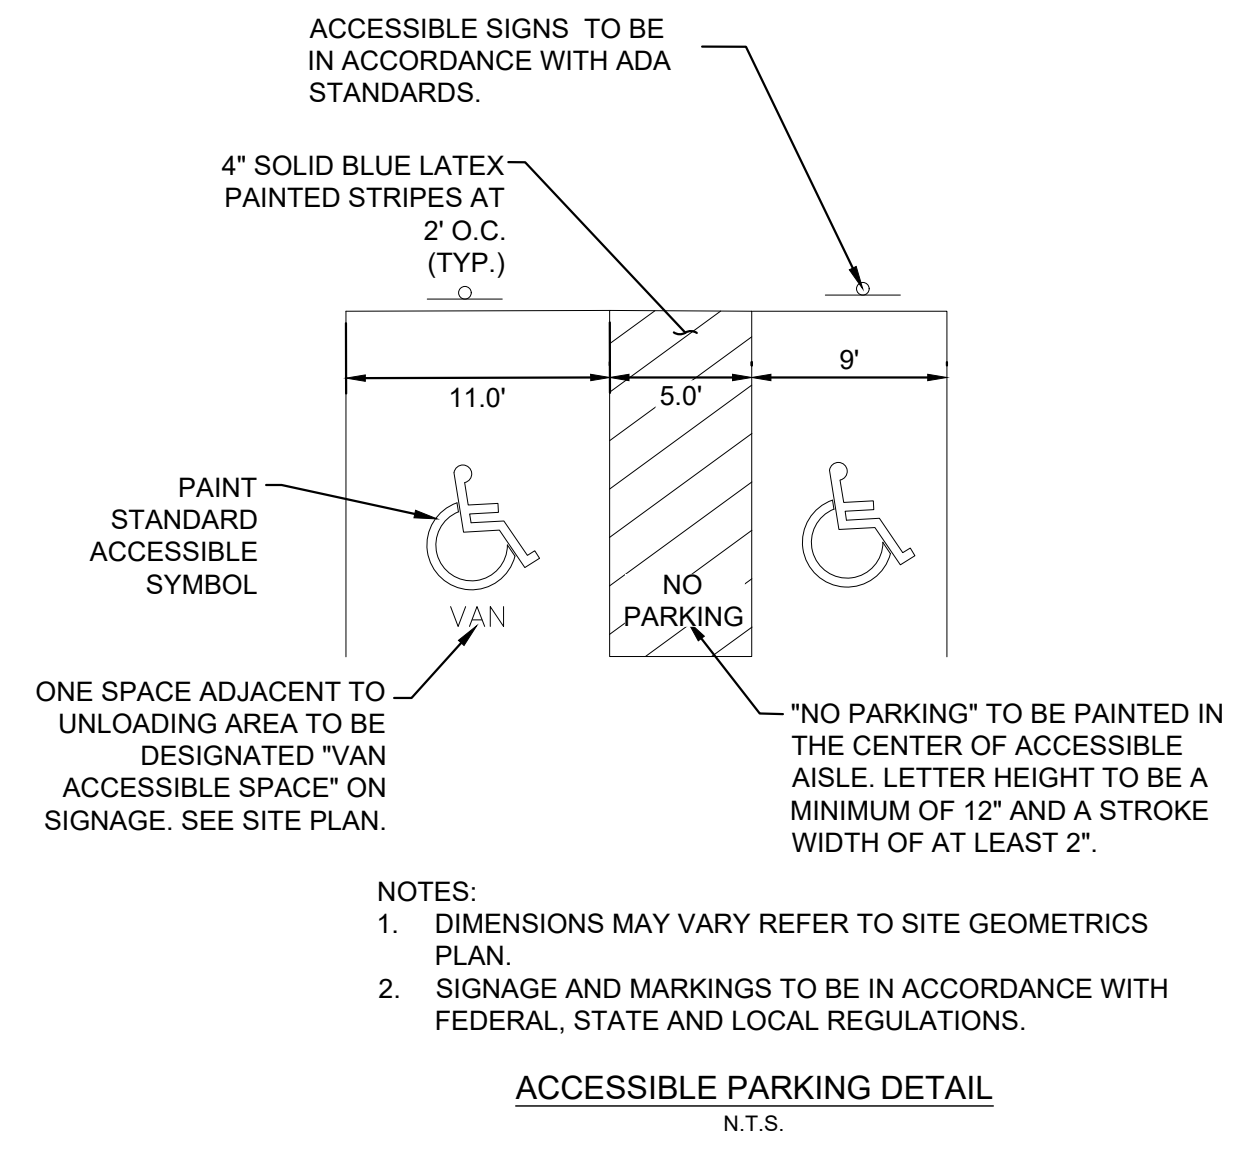 ACCESSIBLE SIGNS TO BE
IN ACCORDANCE WITH ADA
STANDARDS.
4" SOLID BLUE LATEX
PAINTED STRIPES AT
2' O.C.
(TYP.)
11.0'
5.0'
9'
PAINT
STANDARD
ACCESSIBLE
SYMBOL
VAN
NO
PARKING
ONE SPACE ADJACENT TO
UNLOADING AREA TO BE
DESIGNATED "VAN
ACCESSIBLE SPACE" ON
SIGNAGE. SEE SITE PLAN.
"NO PARKING" TO BE PAINTED IN
THE CENTER OF ACCESSIBLE
AISLE. LETTER HEIGHT TO BE A
MINIMUM OF 12" AND A STROKE
WIDTH OF AT LEAST 2".
NOTES:
1. DIMENSIONS MAY VARY REFER TO SITE GEOMETRICS
PLAN.
2. SIGNAGE AND MARKINGS TO BE IN ACCORDANCE WITH
FEDERAL, STATE AND LOCAL REGULATIONS.
ACCESSIBLE PARKING DETAIL
N.T.S.